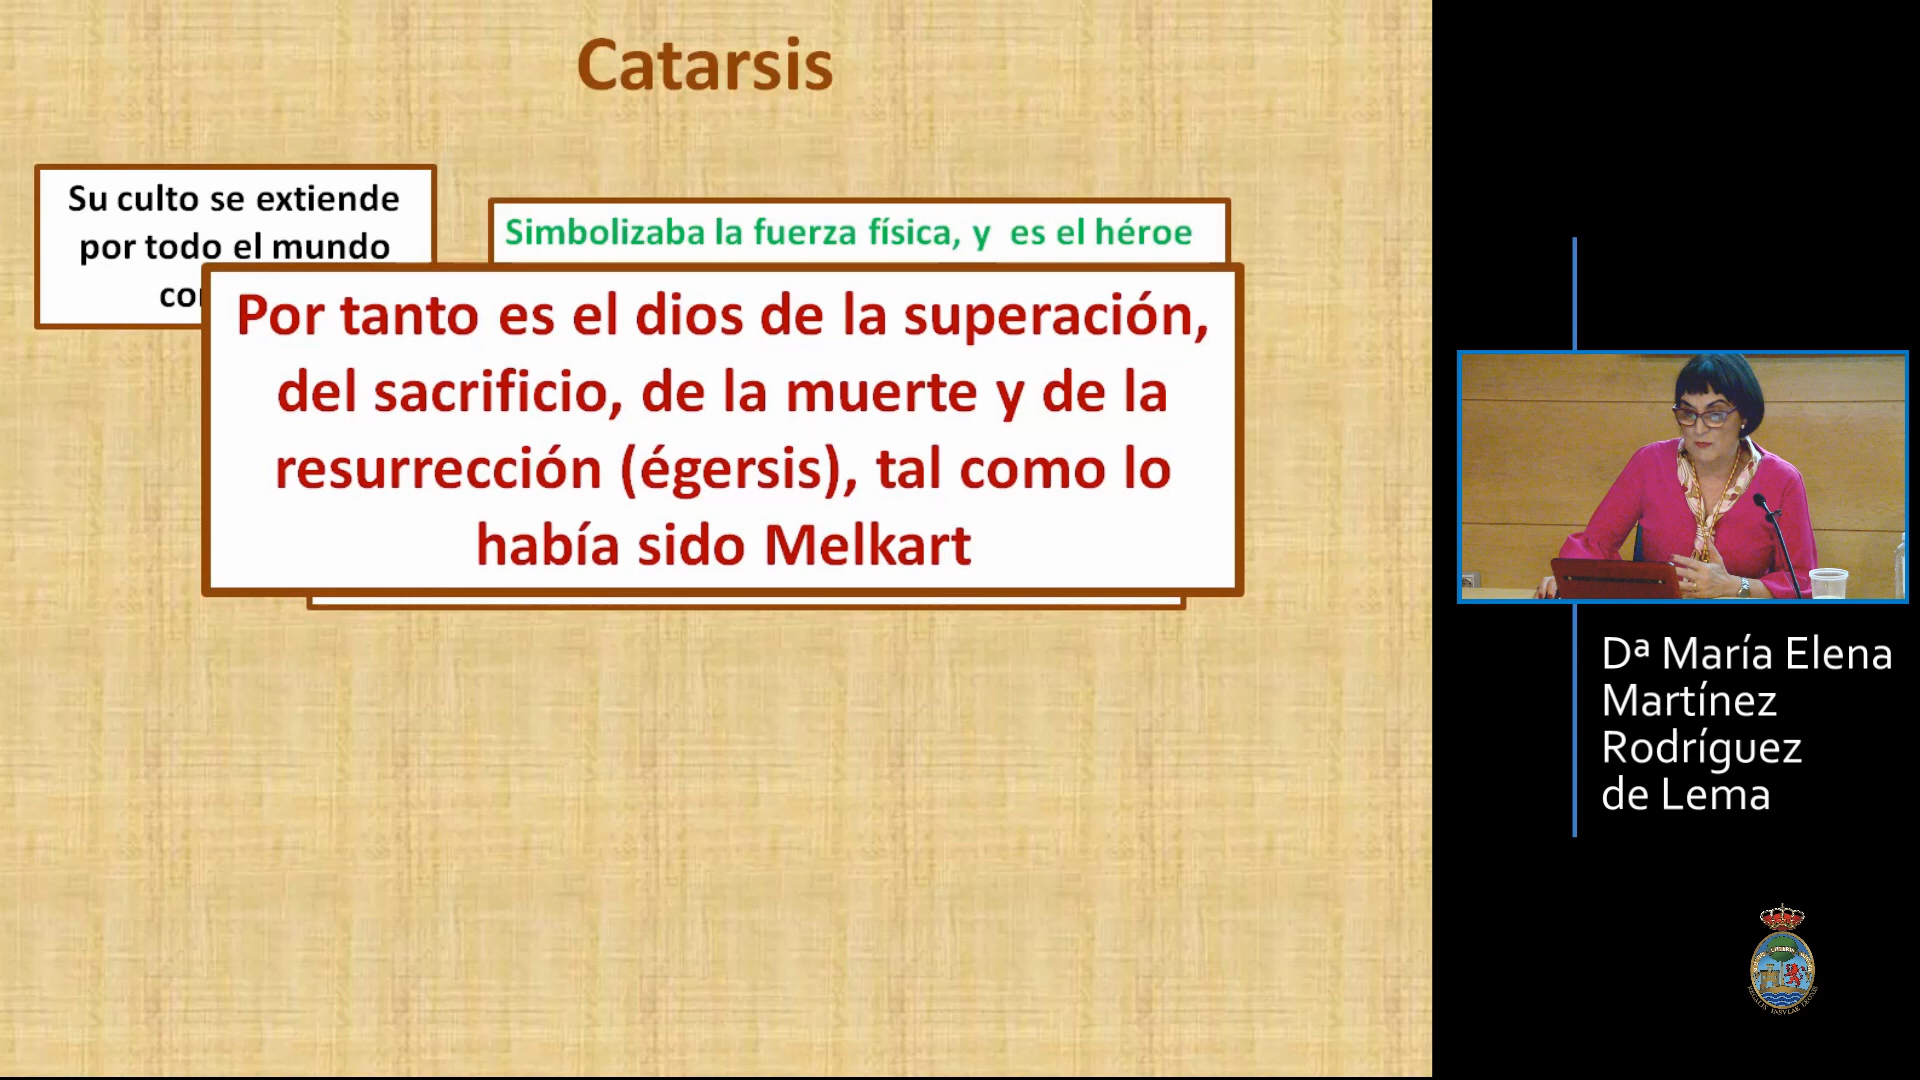 Catarsis
Su culto se extiende
por todo el mundo
Simbolizaba la fuerza física, y es el héroe
Por tanto es el dios de la superación,
del sacrificio, de la muerte y de la
resurrección (égersis), tal como lo
había sido Melkart
Dª María Elena
Martínez
Rodríguez
de Lema